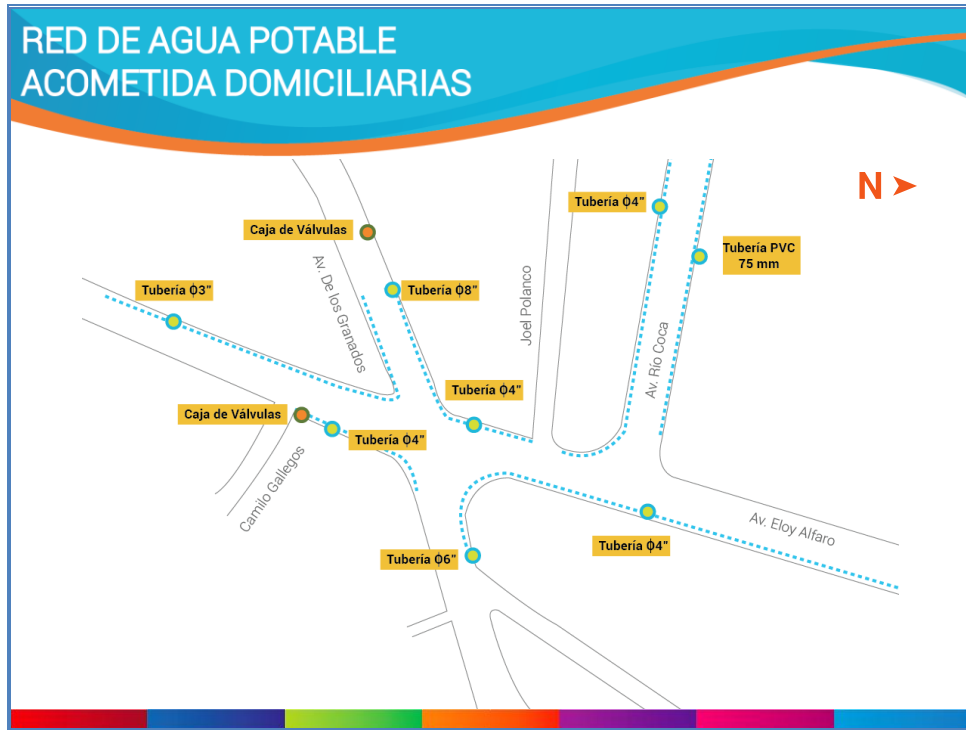 RED DE AGUA POTABLE
ACOMETIDA DOMICILIARIAS
N
Tubería ϕ4"
Caja de Válvulas
Tubería PVC
75 mm
Av. De los Granados
Tubería ϕ3"
Tubería ϕ8"
Joel Polanco
Av. Río Coca
Tubería ϕ4"
Caja de Válvulas
Tubería ϕ4"
Camilo Gallegos
Av. Eloy Alfaro
Tubería ϕ4"
Tubería ϕ6"